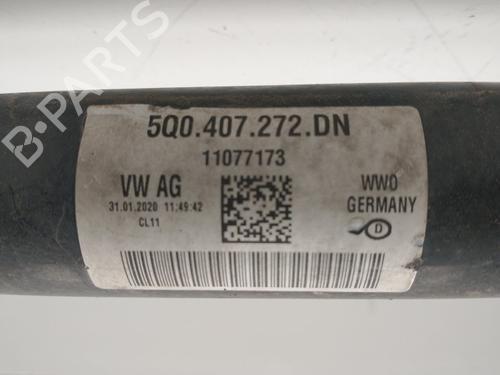 5Q0.407.272.DN
11077173
VW AG
31.01.2020 11:49:42
CL11
WWO
GERMANY
D
B-PARTS